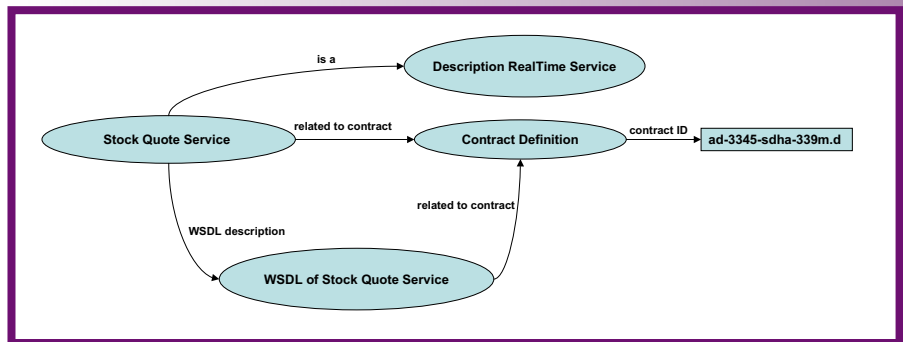 is a
Description RealTime Service
Stock Quote Service
related to contract
Contract Definition
contract ID
ad-3345-sdha-339m.d
related to contract
WSDL description
WSDL of Stock Quote Service